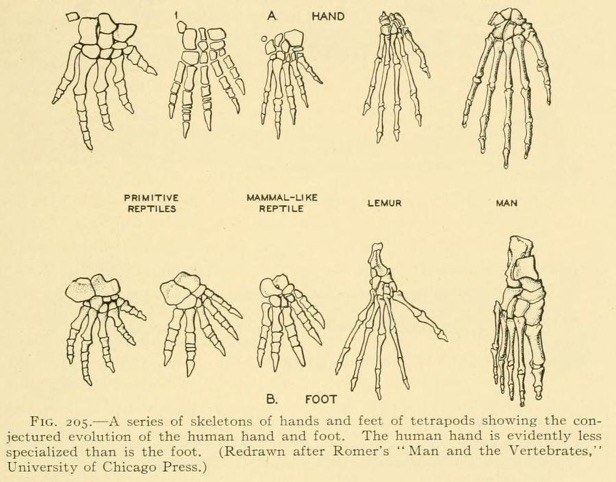 A. HAND
PRIMITIVE REPTILES
MAMMAL-LIKE REPTILE
LEMUR
MAN
B. FOOT
FIG. 205.—A series of skeletons of hands and feet of tetrapods showing the con-
jectured evolution of the human hand and foot. The human hand is evidently less
specialized than is the foot. (Redrawn after Romer's "Man and the Vertebrates,"
University of Chicago Press.)